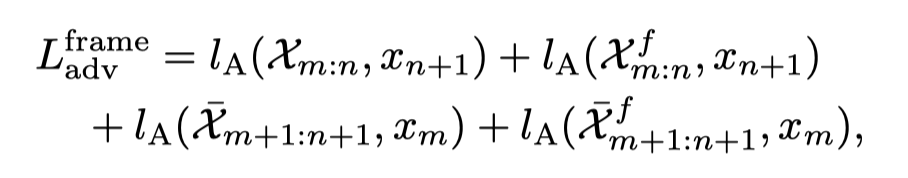 $L_{\text{adv}}^{\text{frame}} = l_{\text{A}}(\mathcal{X}_{m:n}, x_{n+1}) + l_{\text{A}}(\mathcal{X}_{m:n}^{f}, x_{n+1})$
$+ l_{\text{A}}(\bar{\mathcal{X}}_{m+1:n+1}, x_{m}) + l_{\text{A}}(\bar{\mathcal{X}}_{m+1:n+1}^{f}, x_{m}),$